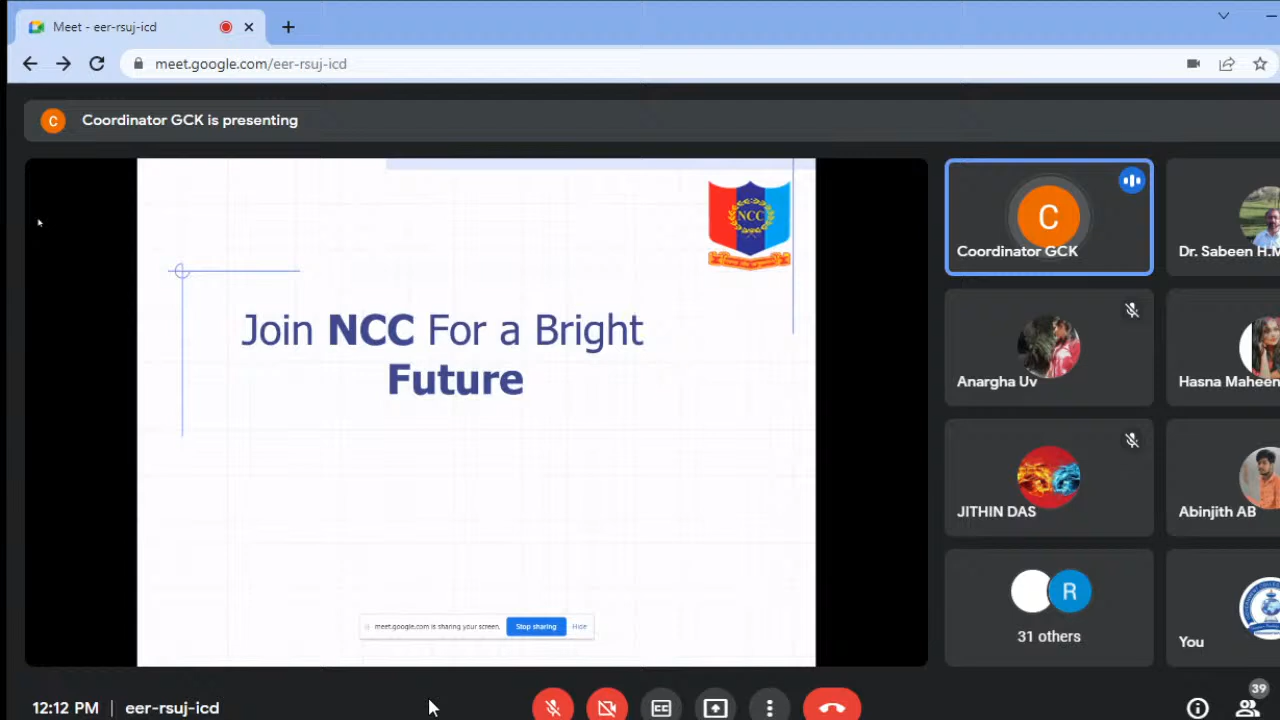 Meet - eer-rsuj-icd
meet.google.com/eer-rsuj-icd
C
Coordinator GCK is presenting
NCC
Join NCC For a Bright
Future
meet.google.com is sharing your screen.
Stop sharing
Hide
C
Coordinator GCK
Dr. Sabeen H.M
Anargha Uv
Hasna Maheen
JITHIN DAS
Abinjith AB
R
31 others
You
12:12 PM | eer-rsuj-icd
CC
39